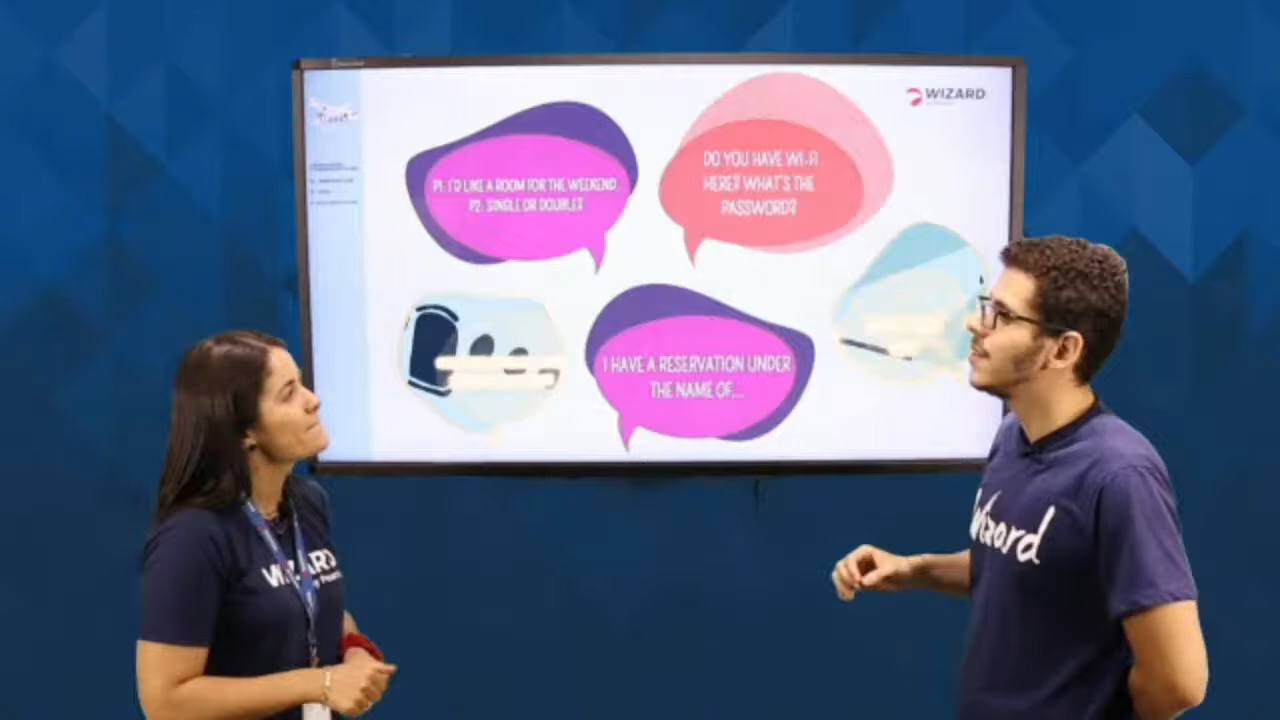 WIZARD
P1: I'D LIKE A ROOM FOR THE WEEKEND
P2: SINGLE OR DOUBLE?
DO YOU HAVE WI-FI
HERE? WHAT'S THE
PASSWORD?
I HAVE A RESERVATION UNDER
THE NAME OF...
WIZARD
Wizard